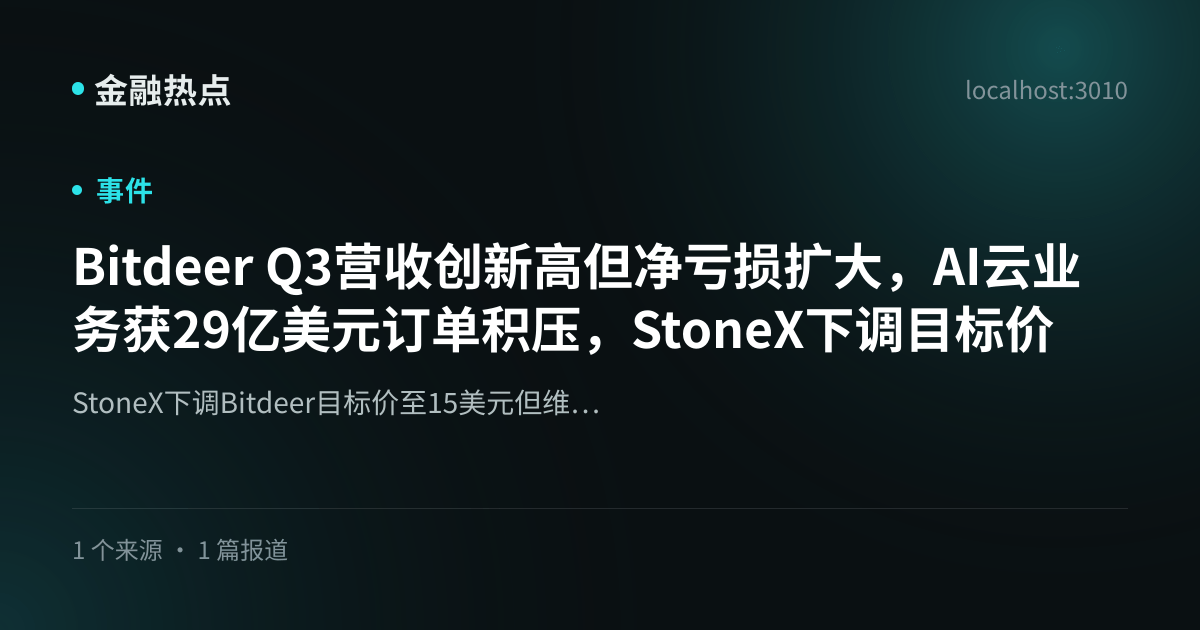 金融热点
localhost:3010
事件
Bitdeer Q3营收创新高但净亏损扩大，AI云业
务获29亿美元订单积压，StoneX下调目标价
StoneX下调Bitdeer目标价至15美元但维…
1 个来源 · 1 篇报道